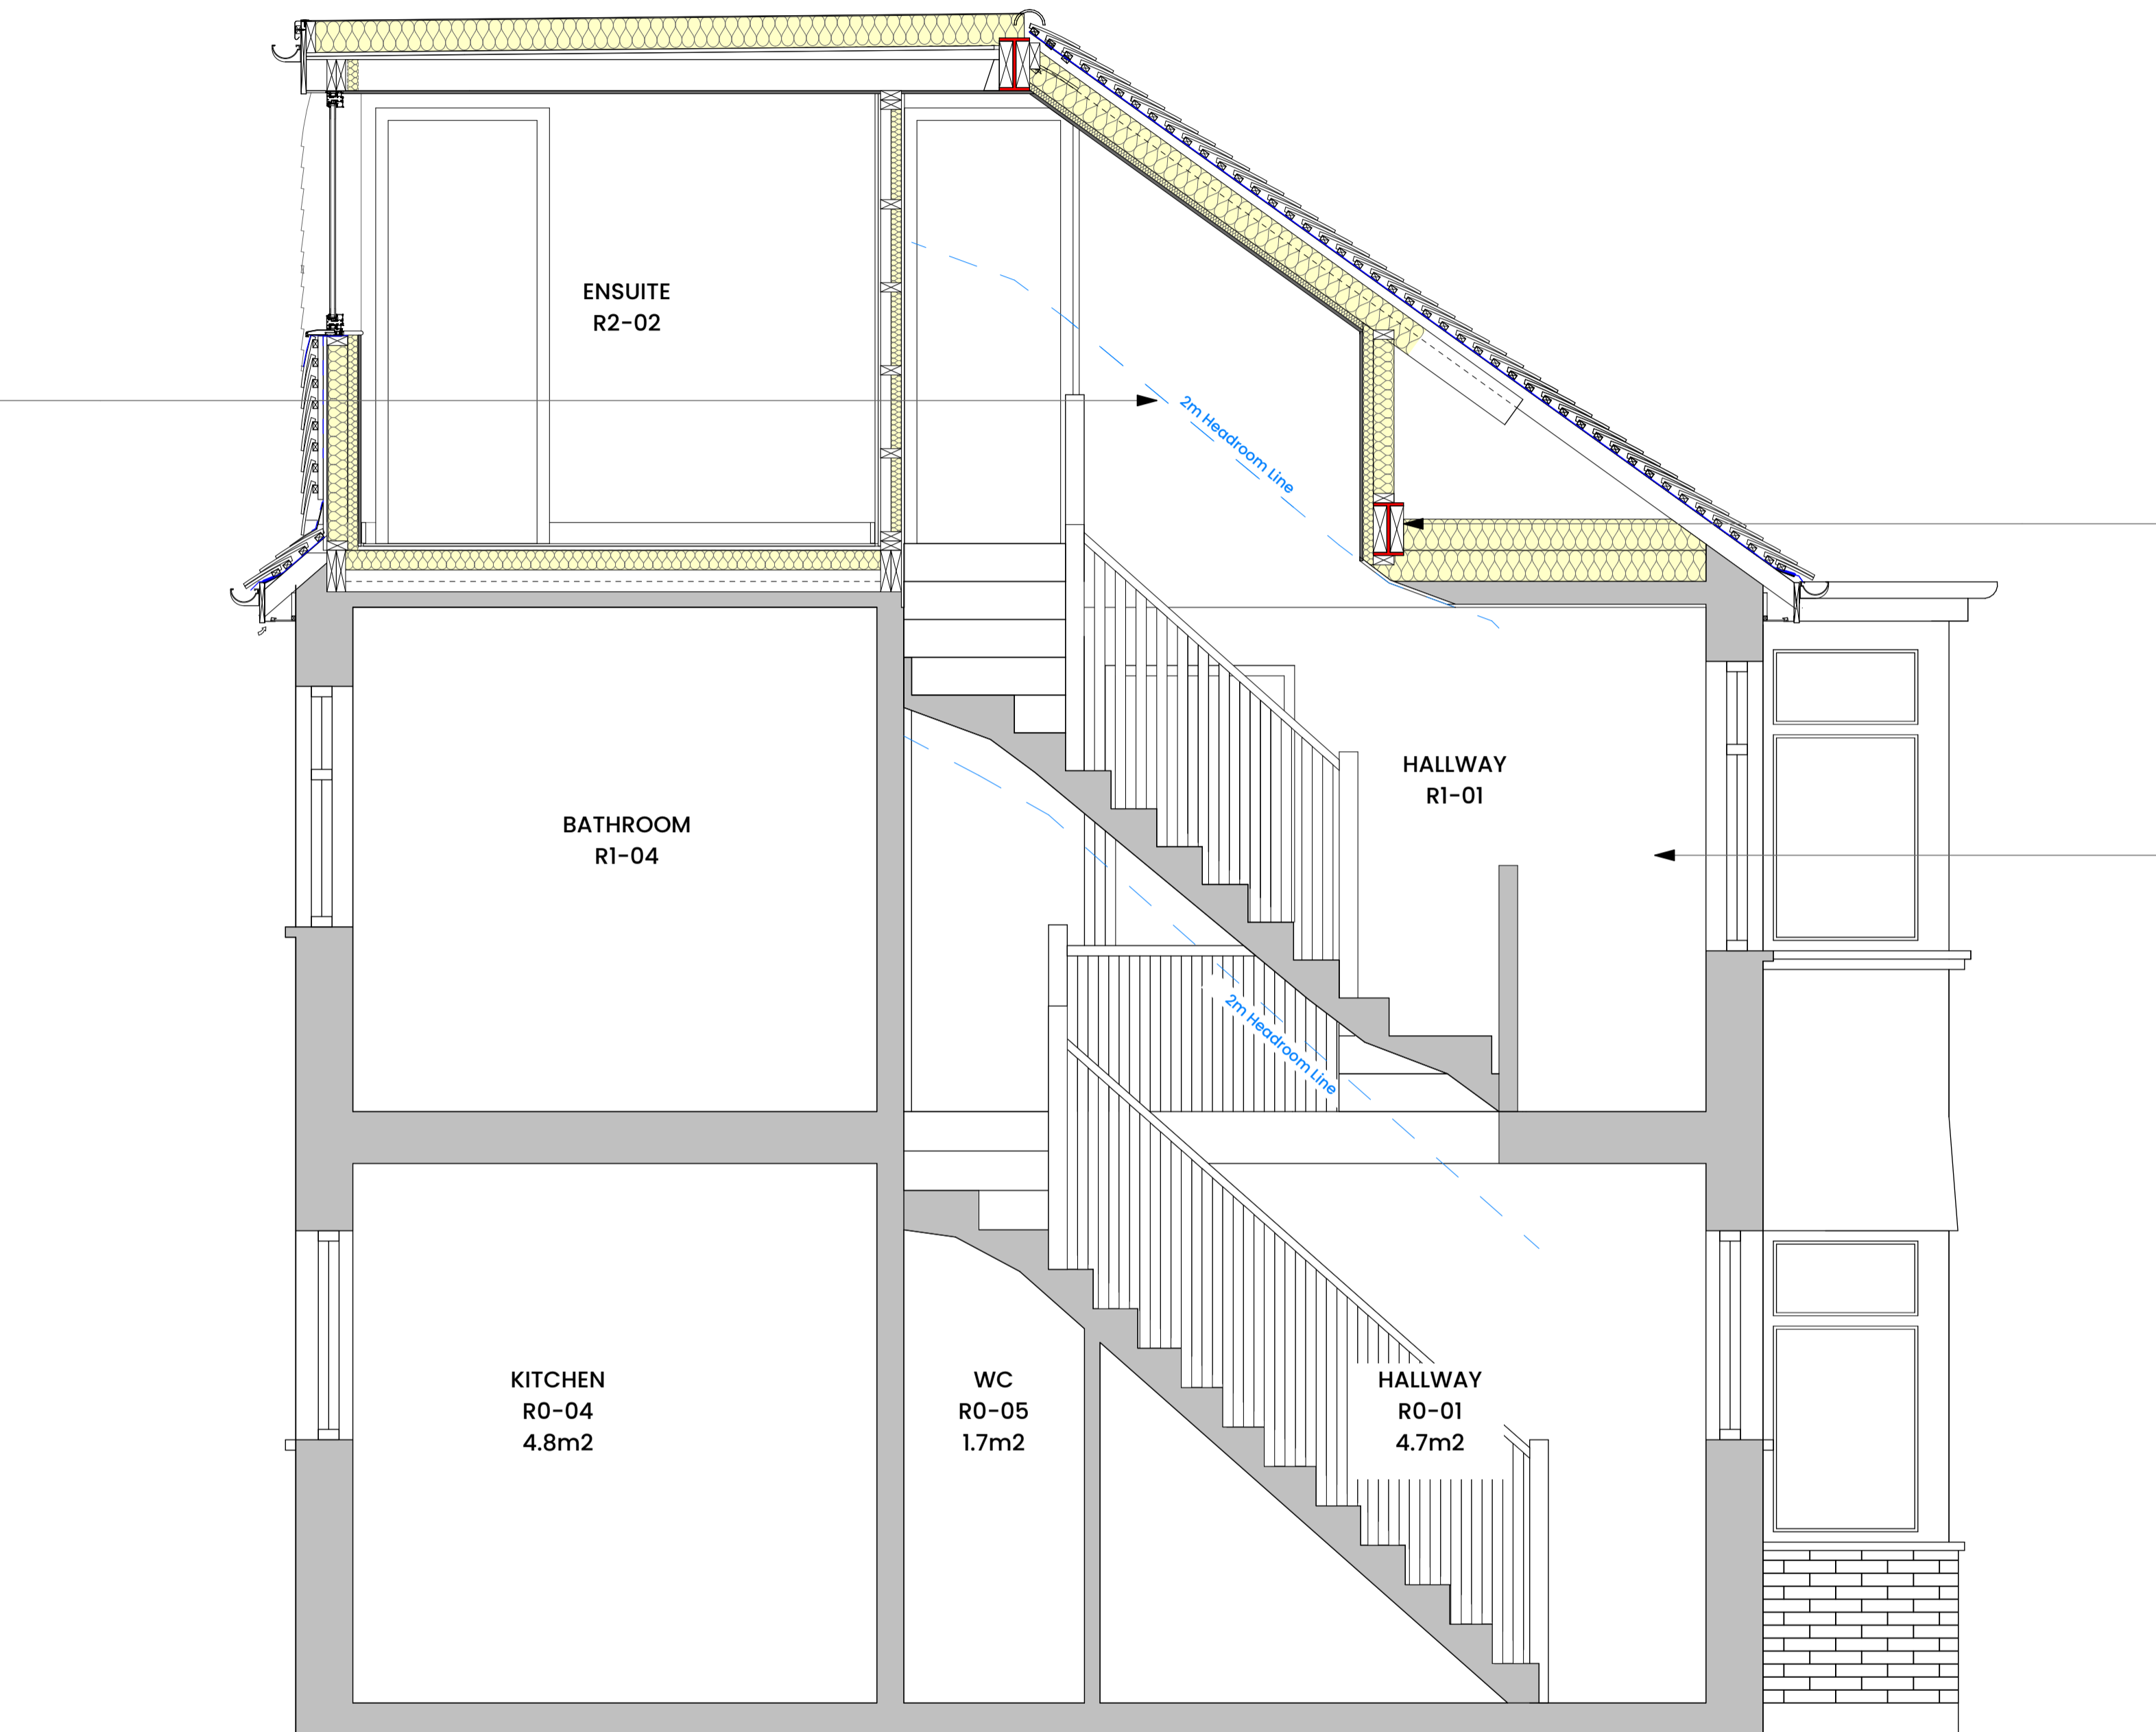 ENSUITE
R2-02
2m Headroom Line
HALLWAY
R1-01
BATHROOM
R1-04
2m Headroom Line
KITCHEN
R0-04
4.8m2
WC
R0-05
1.7m2
HALLWAY
R0-01
4.7m2